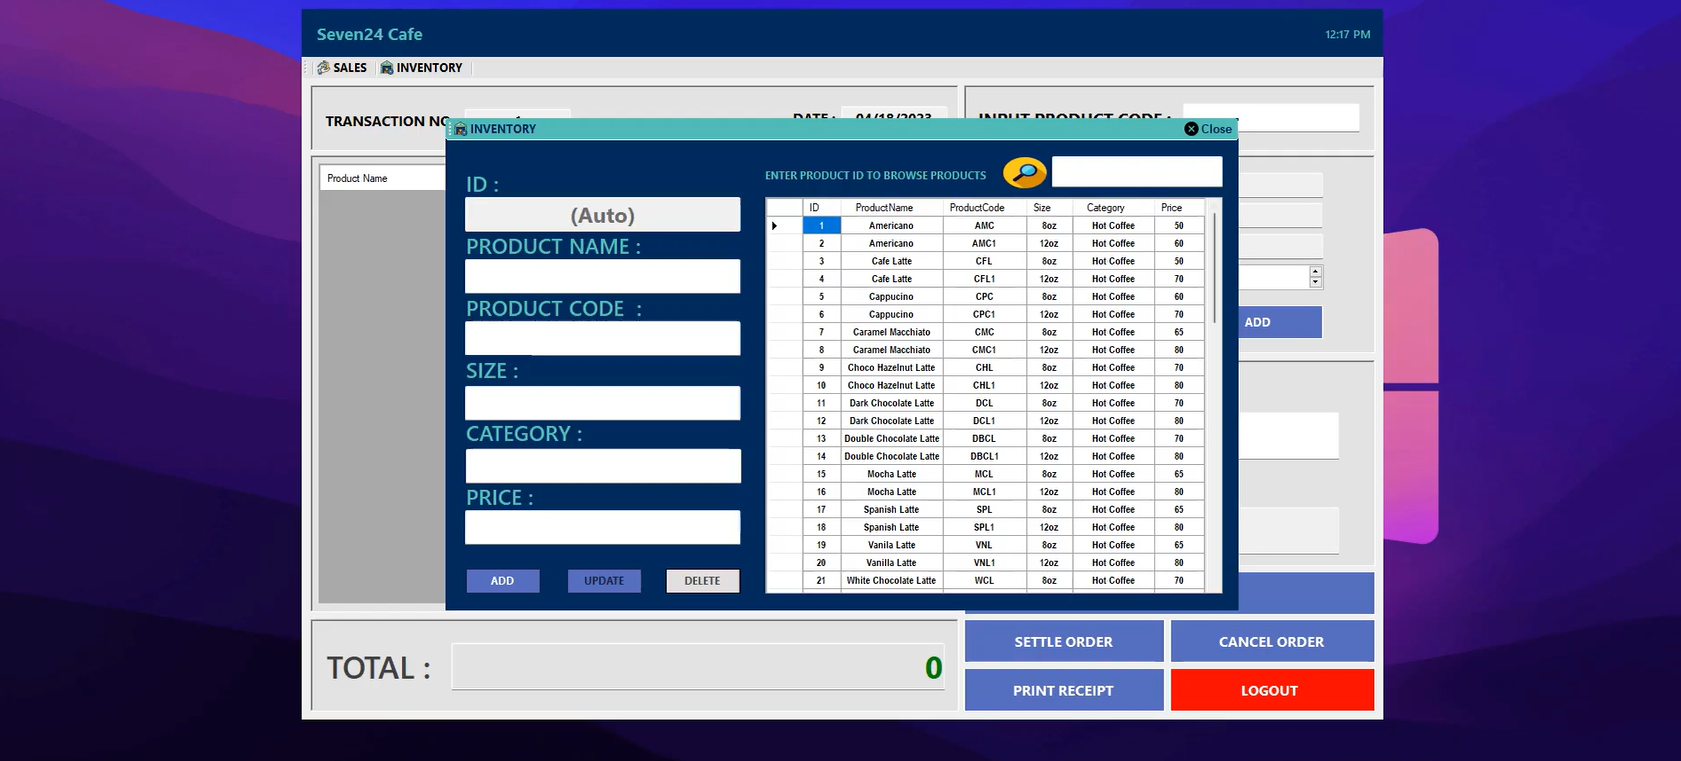 Seven24 Cafe
12:17 PM
SALES INVENTORY
TRANSACTION NO
DATE : 04/18/2023
INPUT PRODUCT CODE :
Product Name
ADD
INVENTORY
Close
ID :
(Auto)
PRODUCT NAME :
PRODUCT CODE :
SIZE :
CATEGORY :
PRICE :
ADD UPDATE DELETE
ENTER PRODUCT ID TO BROWSE PRODUCTS
ID ProductName ProductCode Size Category Price
1 Americano AMC 8oz Hot Coffee 50
2 Americano AMC1 12oz Hot Coffee 60
3 Cafe Latte CFL 8oz Hot Coffee 50
4 Cafe Latte CFL1 12oz Hot Coffee 70
5 Cappucino CPC 8oz Hot Coffee 60
6 Cappucino CPC1 12oz Hot Coffee 70
7 Caramel Macchiato CMC 8oz Hot Coffee 65
8 Caramel Macchiato CMC1 12oz Hot Coffee 80
9 Choco Hazelnut Latte CHL 8oz Hot Coffee 70
10 Choco Hazelnut Latte CHL1 12oz Hot Coffee 80
11 Dark Chocolate Latte DCL 8oz Hot Coffee 70
12 Dark Chocolate Latte DCL1 12oz Hot Coffee 80
13 Double Chocolate Latte DBCL 8oz Hot Coffee 70
14 Double Chocolate Latte DBCL1 12oz Hot Coffee 80
15 Mocha Latte MCL 8oz Hot Coffee 65
16 Mocha Latte MCL1 12oz Hot Coffee 80
17 Spanish Latte SPL 8oz Hot Coffee 65
18 Spanish Latte SPL1 12oz Hot Coffee 80
19 Vanila Latte VNL 8oz Hot Coffee 65
20 Vanilla Latte VNL1 12oz Hot Coffee 80
21 White Chocolate Latte WCL 8oz Hot Coffee 70
TOTAL : 0
SETTLE ORDER CANCEL ORDER
PRINT RECEIPT LOGOUT